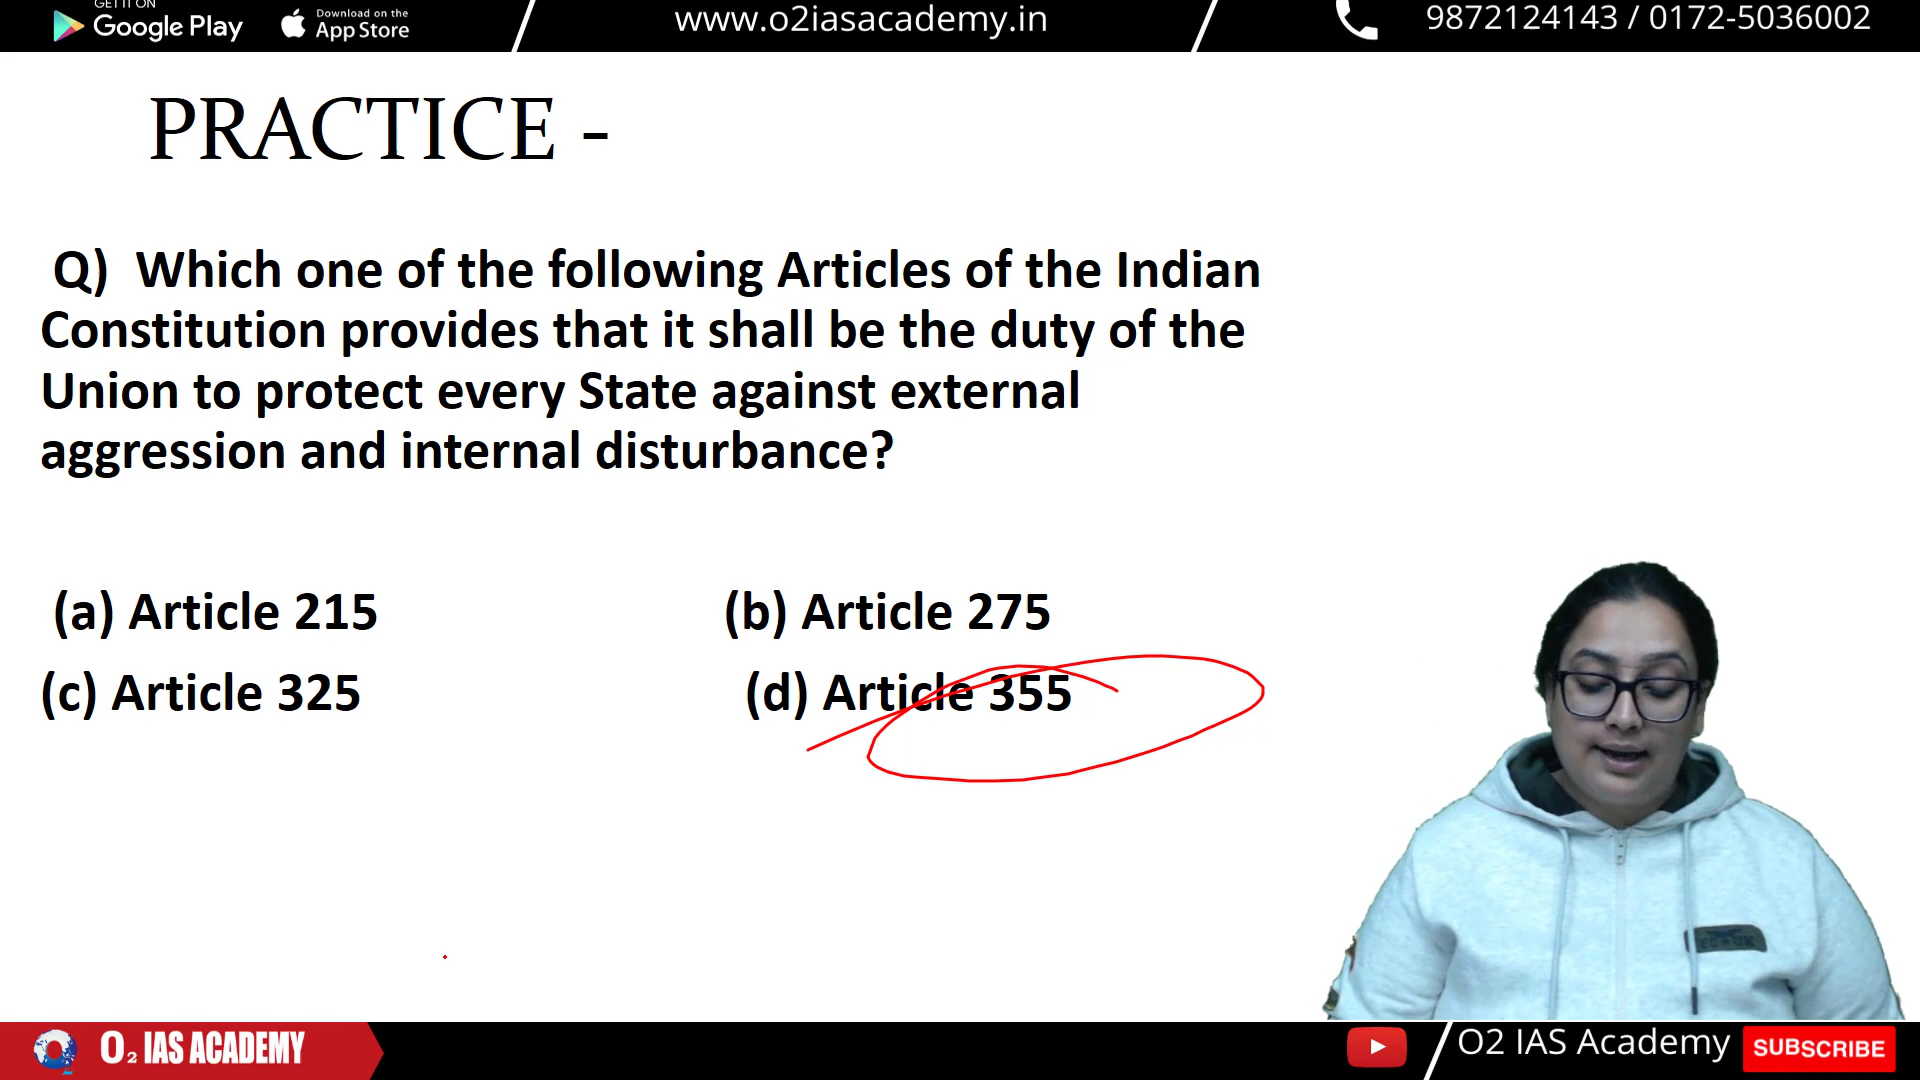 GET IT ON
Google Play
Download on the
App Store
www.o2iasacademy.in
9872124143 / 0172-5036002
PRACTICE -
Q) Which one of the following Articles of the Indian
Constitution provides that it shall be the duty of the
Union to protect every State against external
aggression and internal disturbance?
(a) Article 215
(b) Article 275
(c) Article 325
(d) Article 355
O2 IAS ACADEMY
O2 IAS Academy
SUBSCRIBE